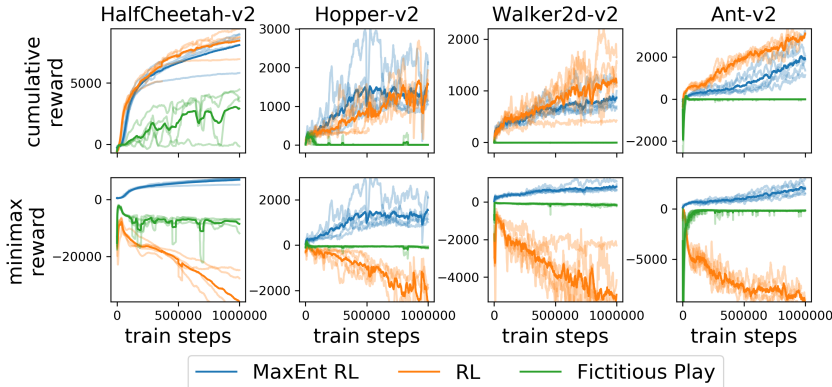 HalfCheetah-v2 Hopper-v2 Walker2d-v2 Ant-v2
cumulative
reward
5000
0
3000
2000
1000
0
2000
1000
0
2000
0
−2000
minimax
reward
0
−20000
2000
0
−2000
0
−2000
−4000
0
−5000
0 500000 1000000 0 500000 1000000 0 500000 1000000 0 500000 1000000
train steps train steps train steps train steps
MaxEnt RL RL Fictitious Play